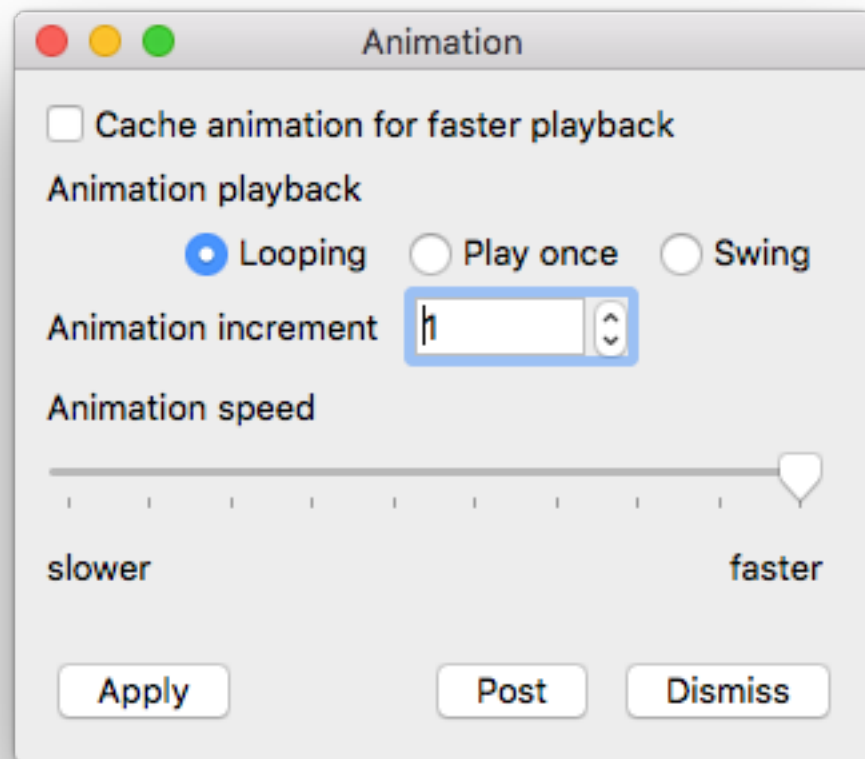 Animation
Cache animation for faster playback
Animation playback
Looping Play once Swing
Animation increment 1
Animation speed
slower faster
Apply Post Dismiss